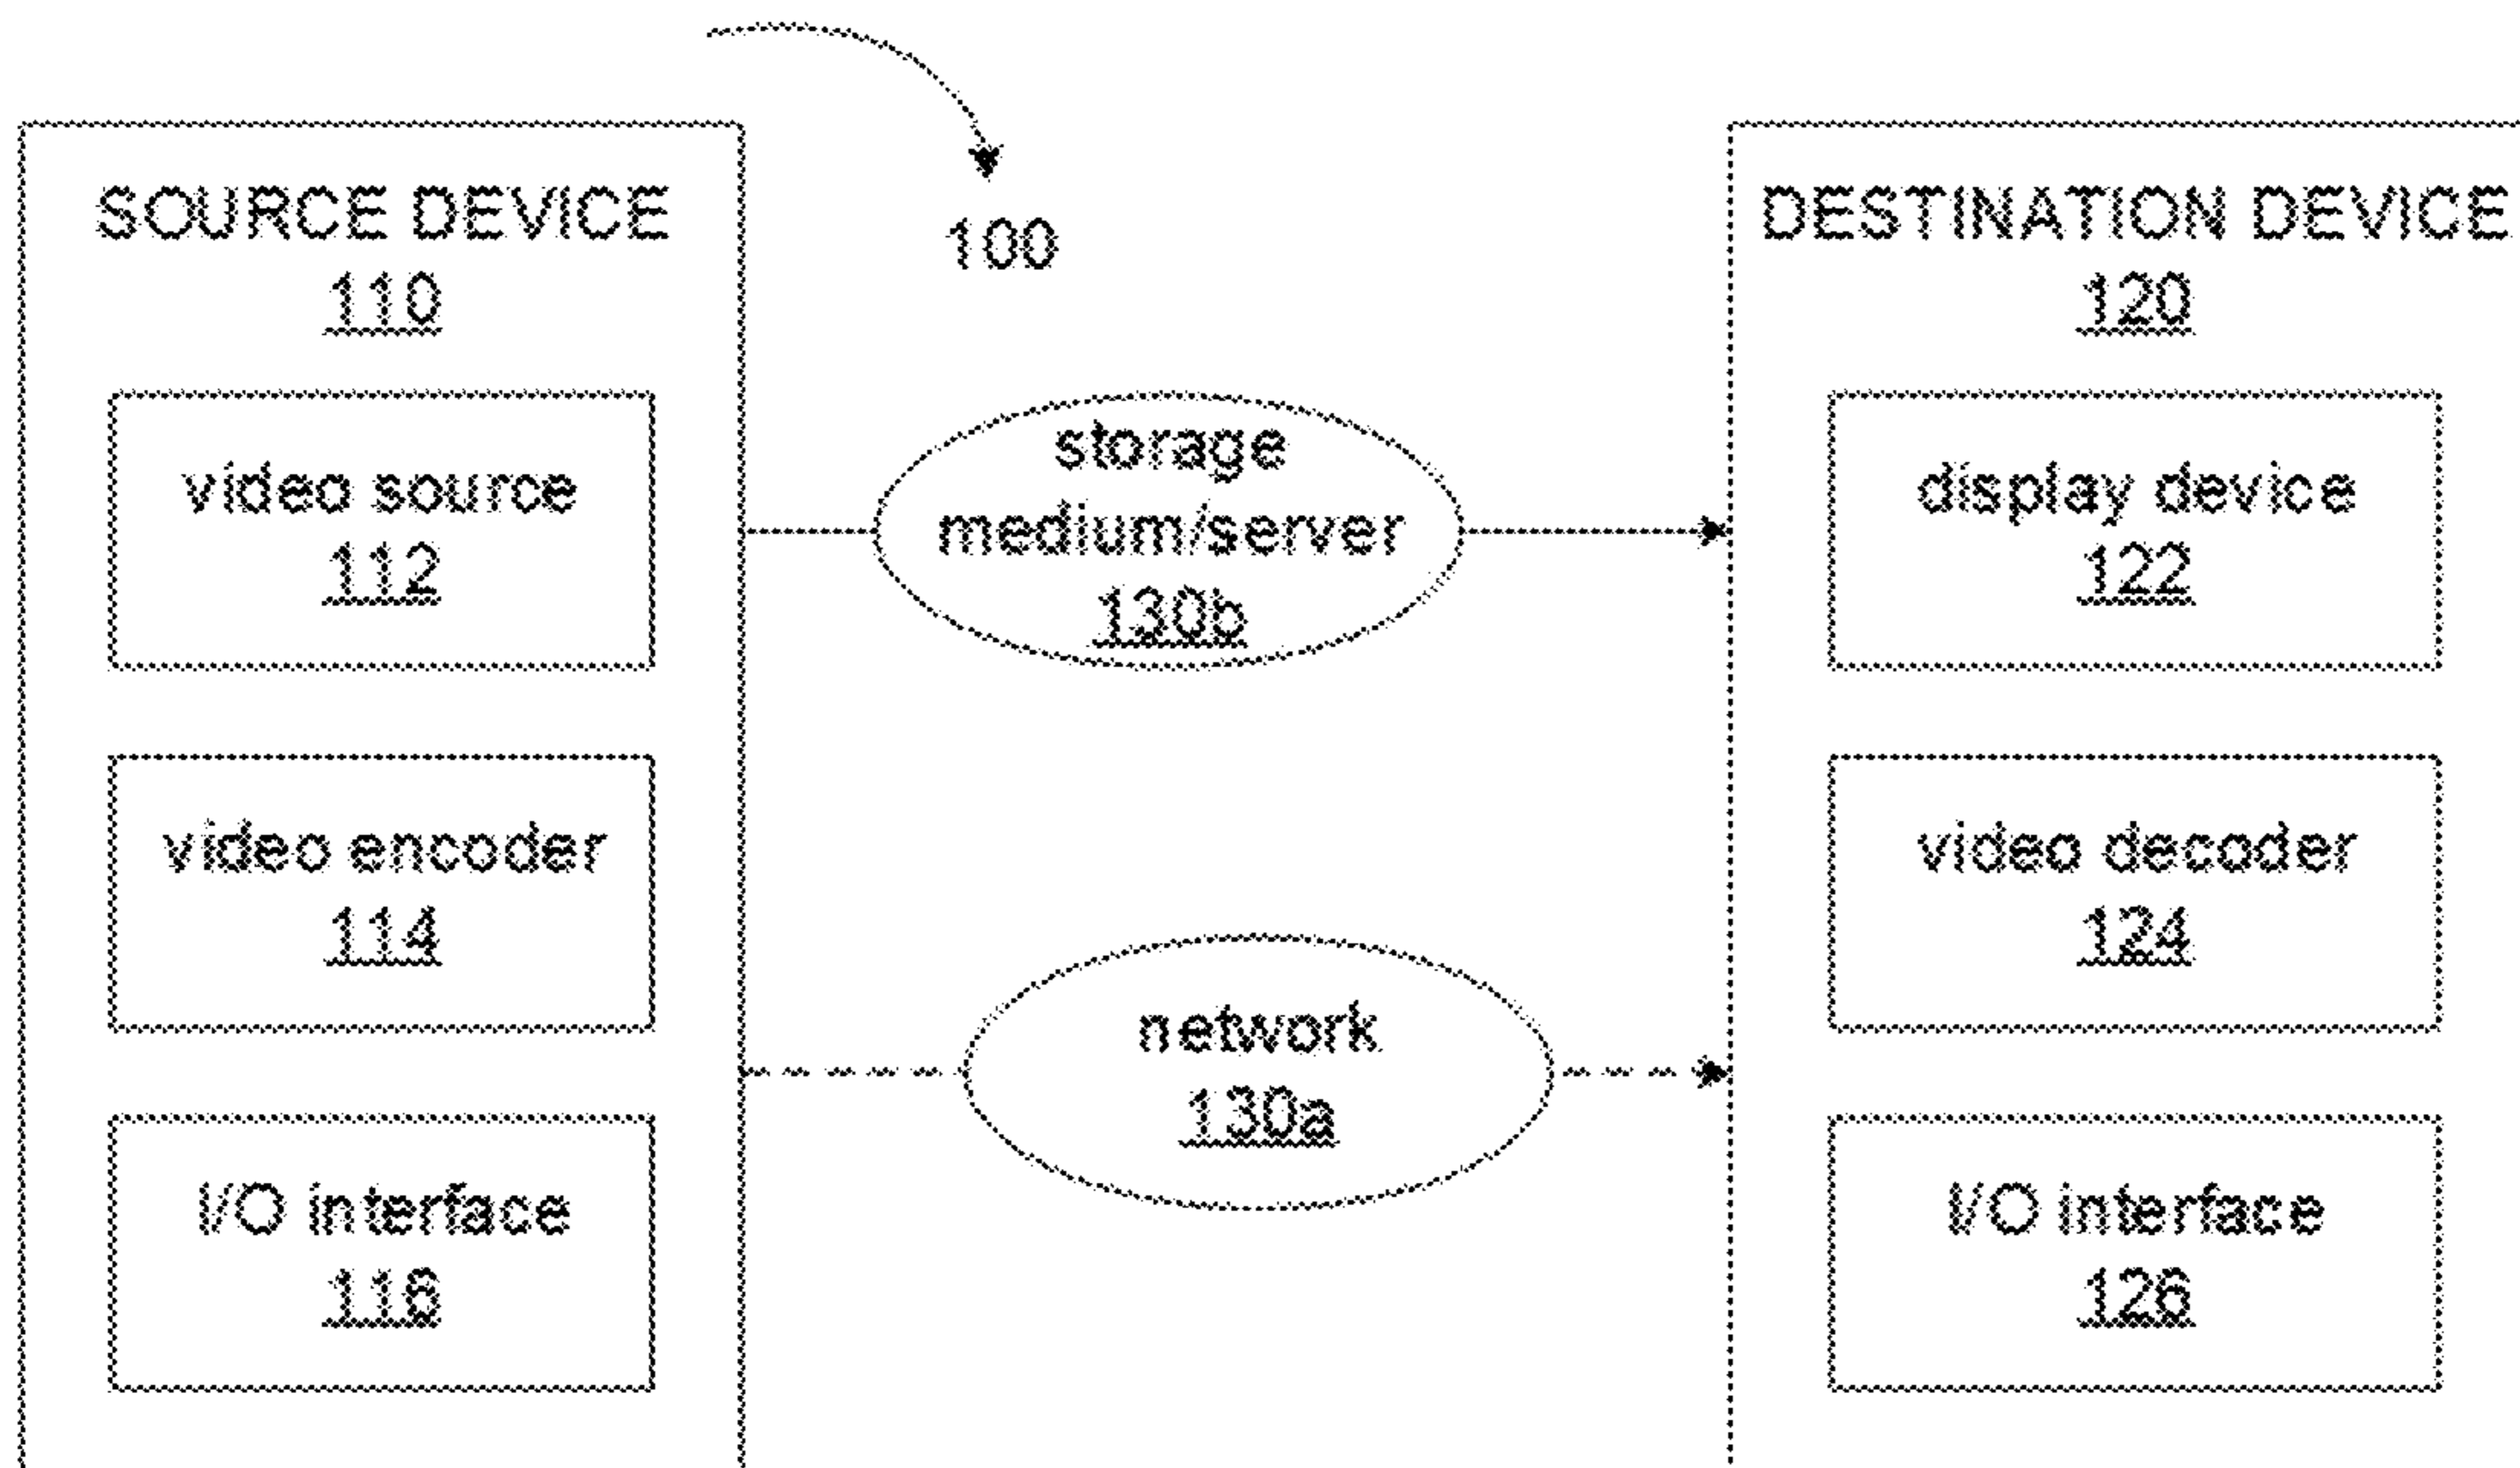 SOURCE DEVICE
110
video source
112
video encoder
114
I/O interface
116
100
storage
medium/server
130b
network
130a
DESTINATION DEVICE
120
display device
122
video decoder
124
I/O interface
126